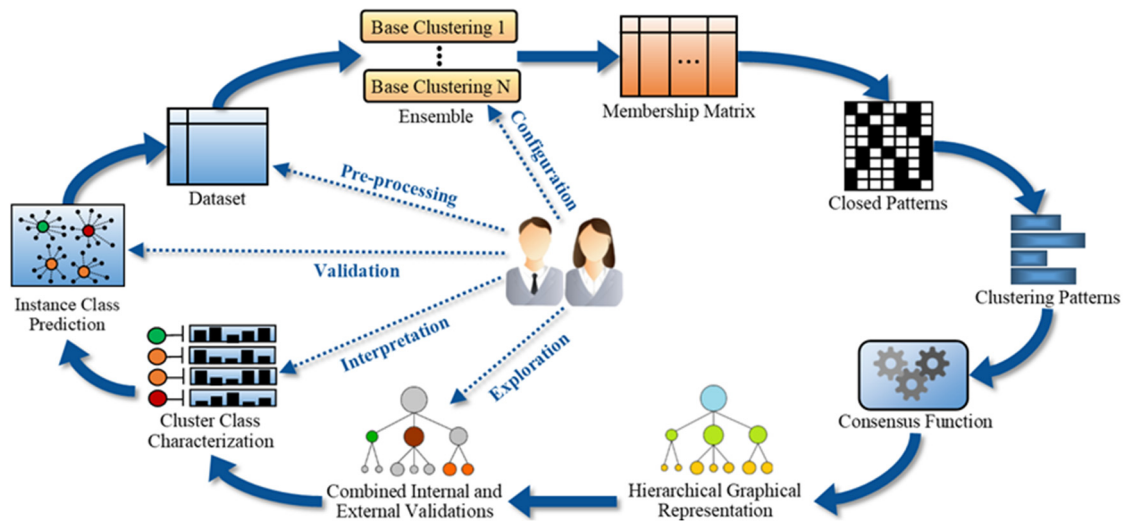 Base Clustering 1
Base Clustering N
Ensemble
Membership Matrix
Closed Patterns
Clustering Patterns
Consensus Function
Hierarchical Graphical
Representation
Combined Internal and
External Validations
Cluster Class
Characterization
Instance Class
Prediction
Dataset
Configuration
Pre-processing
Validation
Interpretation
Exploration